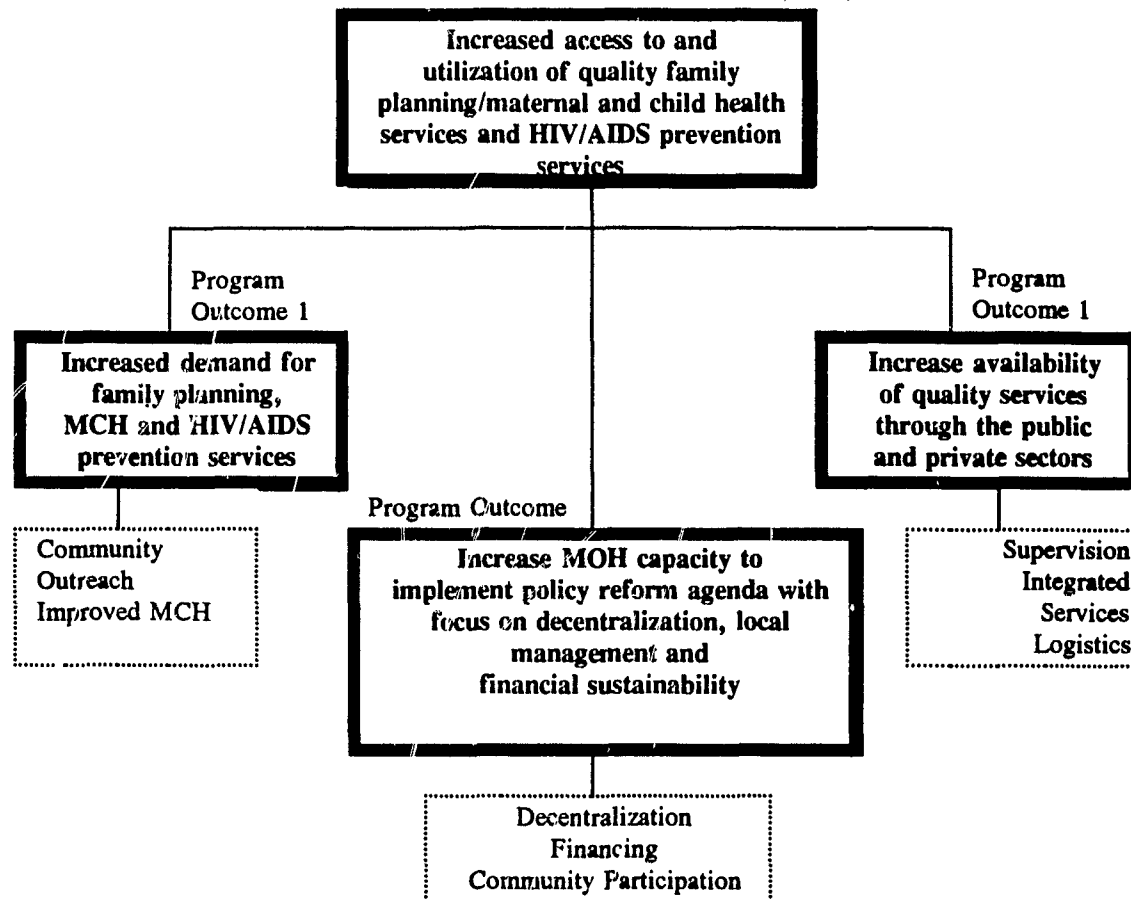 Increased access to and
utilization of quality family
planning/maternal and child health
services and HIV/AIDS prevention
services
Program
Outcome 1
Increased demand for
family planning,
MCH and HIV/AIDS
prevention services
Community
Outreach
Improved MCH
Program Outcome
Increase MOH capacity to
implement policy reform agenda with
focus on decentralization, local
management and
financial sustainability
Decentralization
Financing
Community Participation
Program
Outcome 1
Increase availability
of quality services
through the public
and private sectors
Supervision
Integrated
Services
Logistics